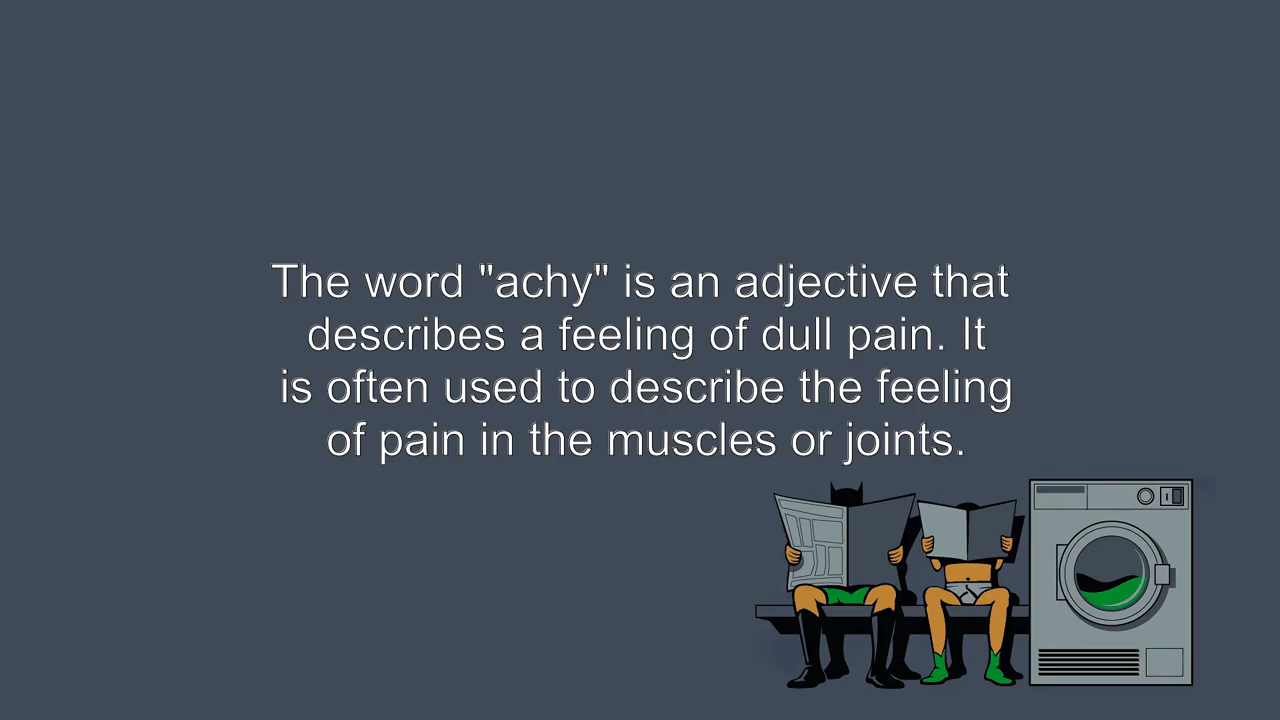 The word "achy" is an adjective that
describes a feeling of dull pain. It
is often used to describe the feeling
of pain in the muscles or joints.